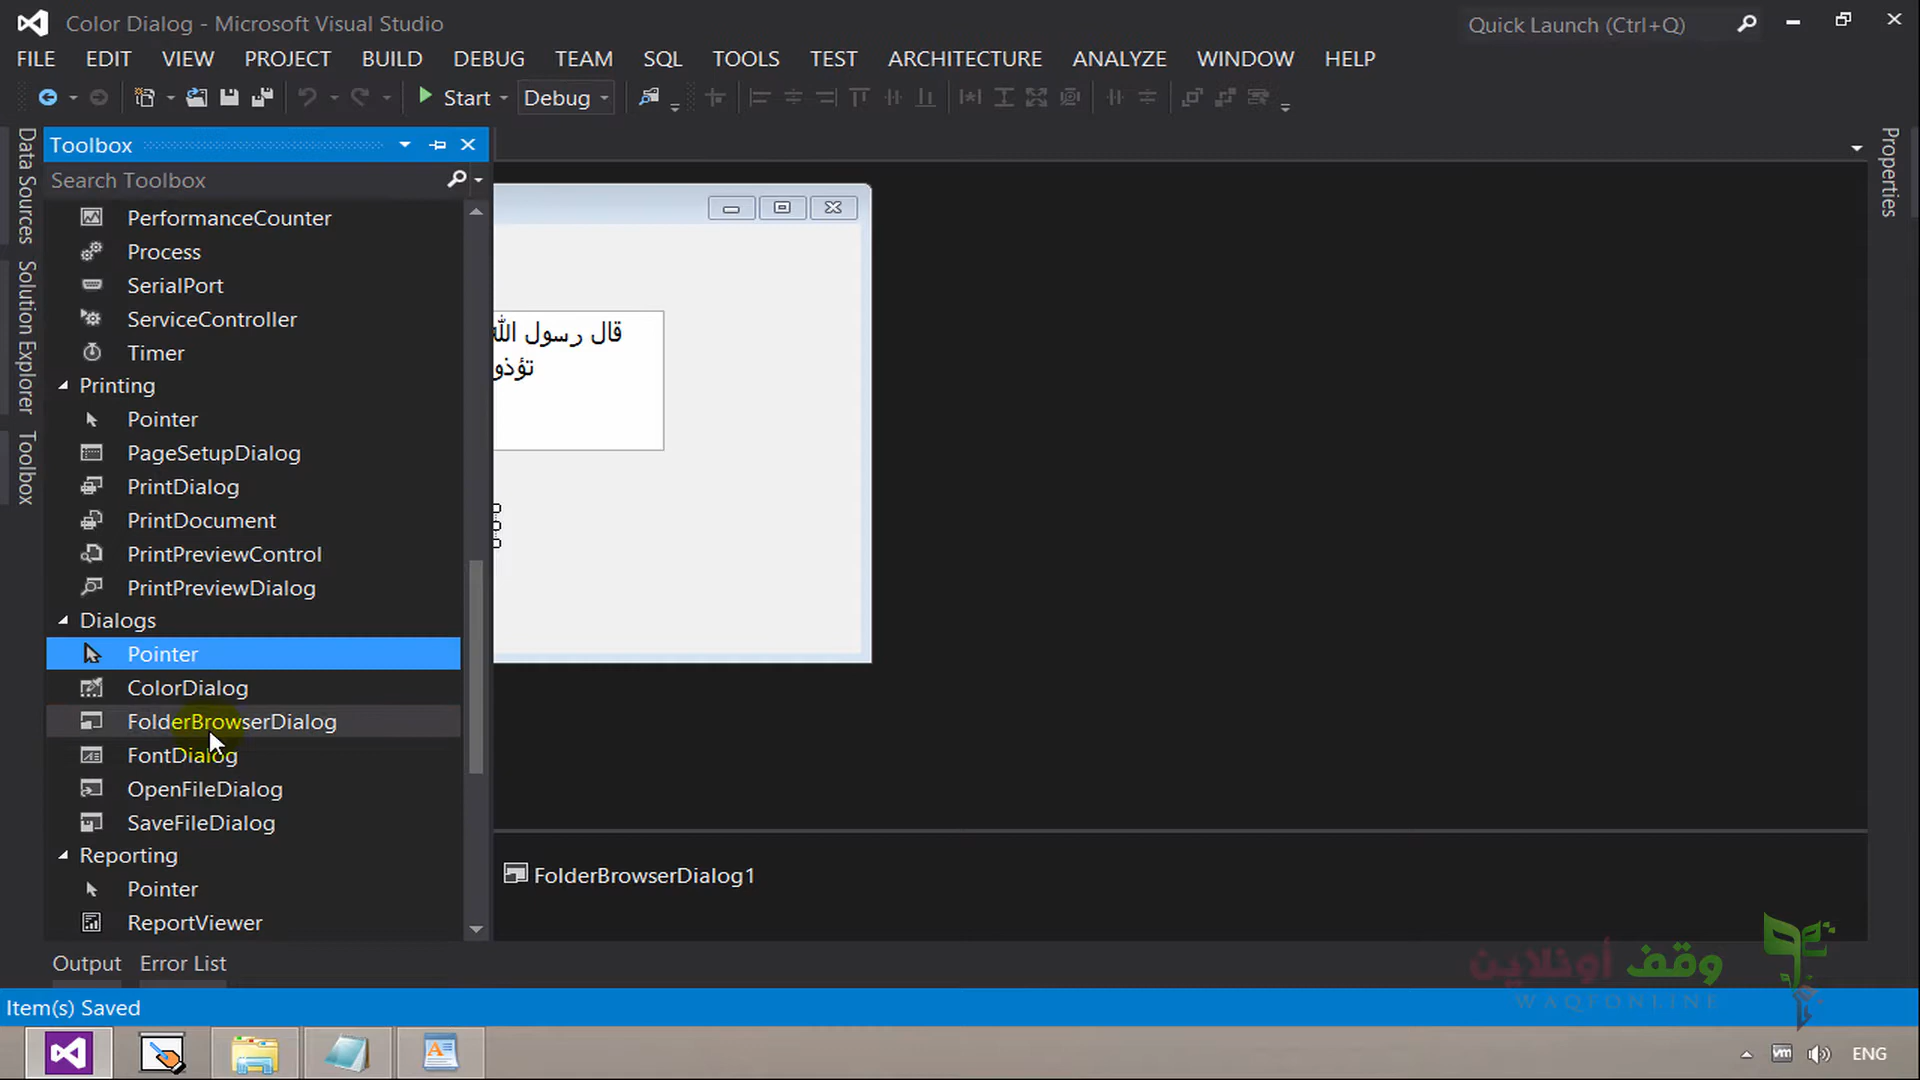 Color Dialog - Microsoft Visual Studio
Quick Launch (Ctrl+Q)
FILE EDIT VIEW PROJECT BUILD DEBUG TEAM SQL TOOLS TEST ARCHITECTURE ANALYZE WINDOW HELP
Start Debug
Data Sources
Solution Explorer
Toolbox
Toolbox
Search Toolbox
PerformanceCounter
Process
SerialPort
ServiceController
Timer
Printing
Pointer
PageSetupDialog
PrintDialog
PrintDocument
PrintPreviewControl
PrintPreviewDialog
Dialogs
Pointer
ColorDialog
FolderBrowserDialog
FontDialog
OpenFileDialog
SaveFileDialog
Reporting
Pointer
ReportViewer
قال رسول الله
تؤذو
Properties
FolderBrowserDialog1
Output Error List
وقف أونلاين
WAQFONLINE
Item(s) Saved
ENG